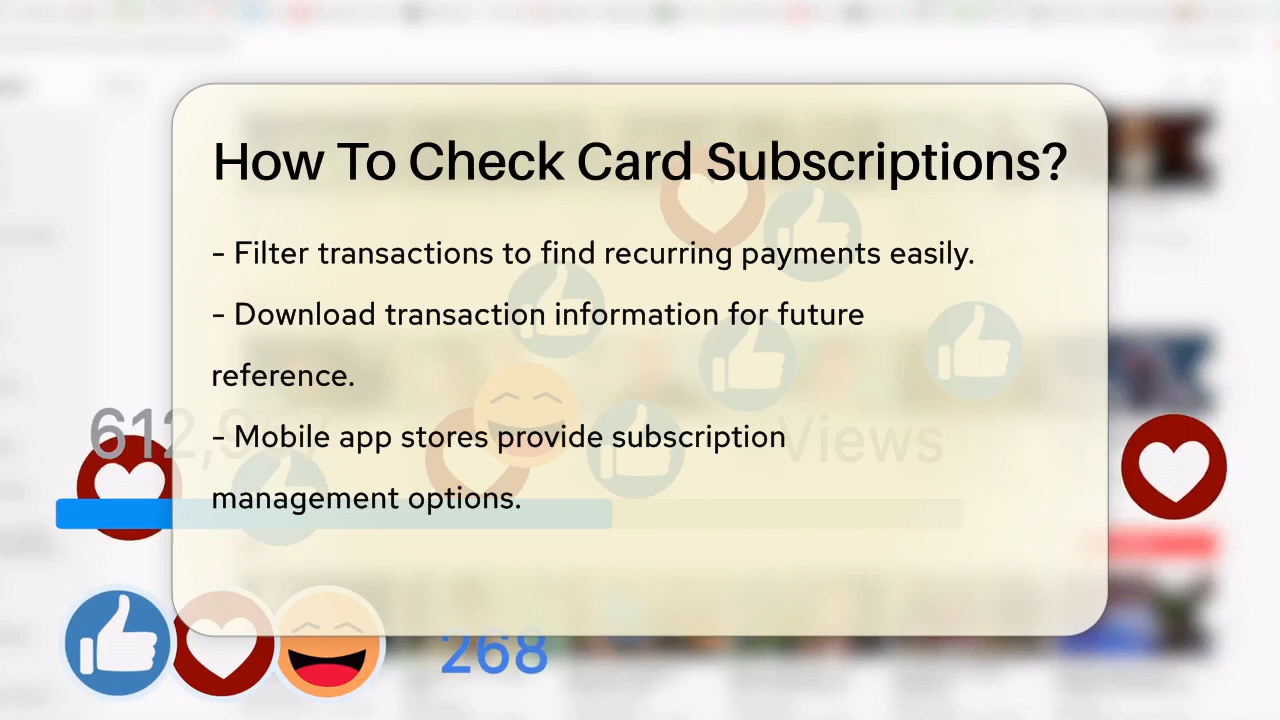 How To Check Card Subscriptions?
- Filter transactions to find recurring payments easily.
- Download transaction information for future
reference.
- Mobile app stores provide subscription
management options.
Views
268